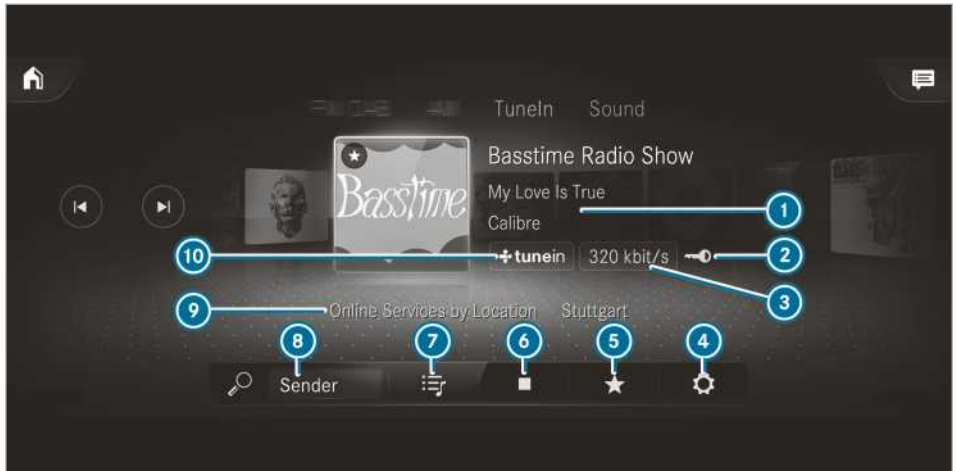 TuneIn Sound
Basstime Radio Show
Basstime
My Love Is True
Calibre
1
10
tunein 320 kbit/s
2
3
9
Online Services by Location Stuttgart
8 7 6 5 4
Sender